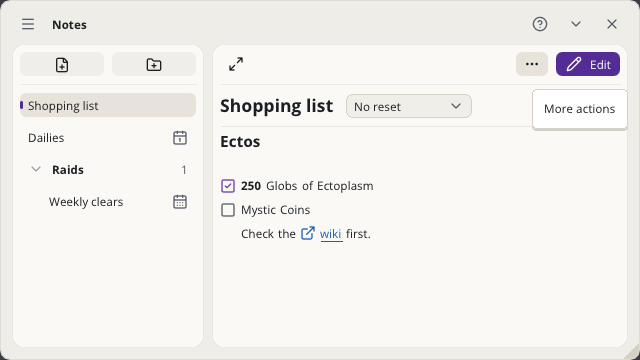 Notes
Edit
Shopping list
Dailies
Raids 1
Weekly clears
Shopping list No reset
More actions
Ectos
250 Globs of Ectoplasm
Mystic Coins
Check the wiki first.